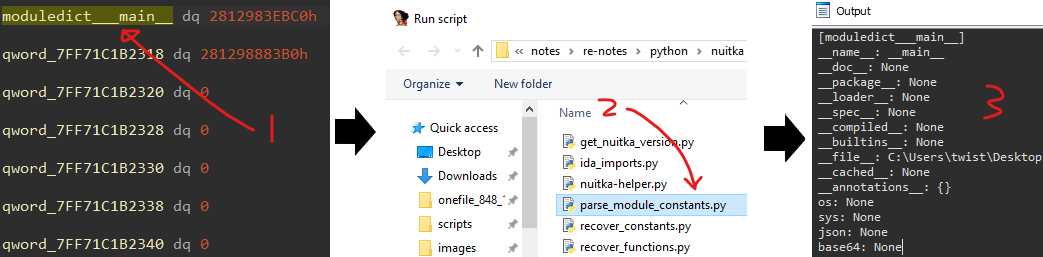 moduledict___main__ dq 2812983EBC0h
qword_7FF71C1B2318 dq 281298883B0h
qword_7FF71C1B2320 dq 0
qword_7FF71C1B2328 dq 0
qword_7FF71C1B2330 dq 0
qword_7FF71C1B2338 dq 0
qword_7FF71C1B2340 dq 0
1
Run script
« notes › re-notes › python › nuitka
Organize New folder
Name
2
Quick access
Desktop
Downloads
onefile_848_1
scripts
images
get_nuitka_version.py
ida_imports.py
nuitka-helper.py
parse_module_constants.py
recover_constants.py
recover_functions.py
Output
[moduledict___main__]
__name__: __main__
__doc__: None
__package__: None
__loader__: None
__spec__: None
__compiled__: None
__builtins__: None
__file__: C:\Users\twist\Desktop
__cached__: None
__annotations__: {}
os: None
sys: None
json: None
base64: None
3